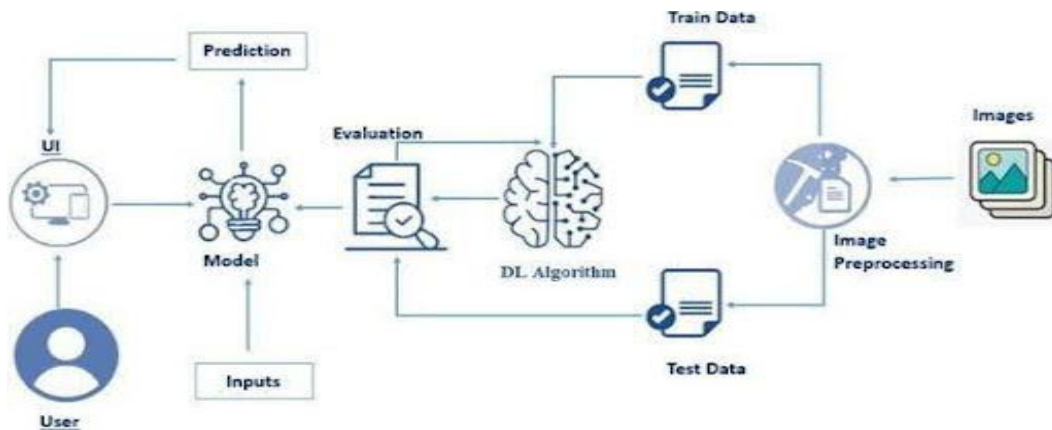 Train Data
Prediction
Images
Evaluation
UI
Image
Preprocessing
Model
DL Algorithm
Test Data
Inputs
User